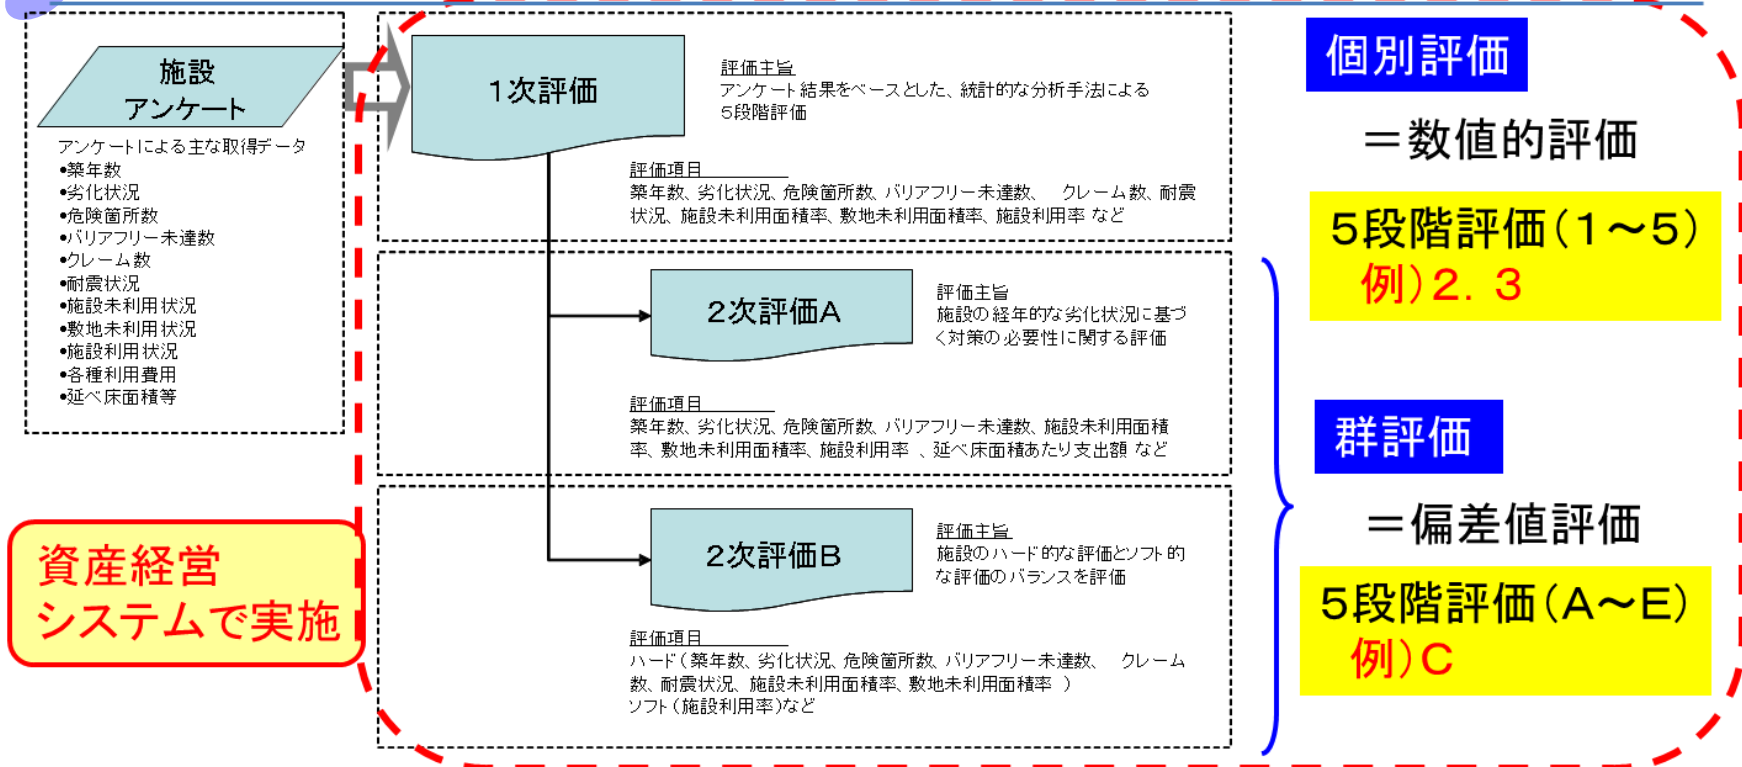 施設
アンケート
アンケートによる主な取得データ
•築年数
•劣化状況
•危険箇所数
•バリアフリー未達数
•クレーム数
•耐震状況
•施設未利用状況
•敷地未利用状況
•施設利用状況
•各種利用費用
•延べ床面積等
資産経営
システムで実施
1次評価
評価主旨
アンケート結果をベースとした、統計的な分析手法による
5段階評価
評価項目
築年数、劣化状況、危険箇所数、バリアフリー未達数、　クレーム数、耐震
状況、施設未利用面積率、敷地未利用面積率、施設利用率 など
2次評価A
評価主旨
施設の経年的な劣化状況に基づ
く対策の必要性に関する評価
評価項目
築年数、劣化状況、危険箇所数、バリアフリー未達数、施設未利用面積
率、敷地未利用面積率、施設利用率 、延べ床面積あたり支出額 など
2次評価B
評価主旨
施設のハード的な評価とソフト的
な評価のバランスを評価
評価項目
ハード（築年数、劣化状況、危険箇所数、バリアフリー未達数、　クレーム
数、耐震状況、施設未利用面積率、敷地未利用面積率 ）
ソフト（施設利用率）など
個別評価
＝数値的評価
5段階評価（1～5）
例）2．3
群評価
＝偏差値評価
5段階評価（A～E）
例）C